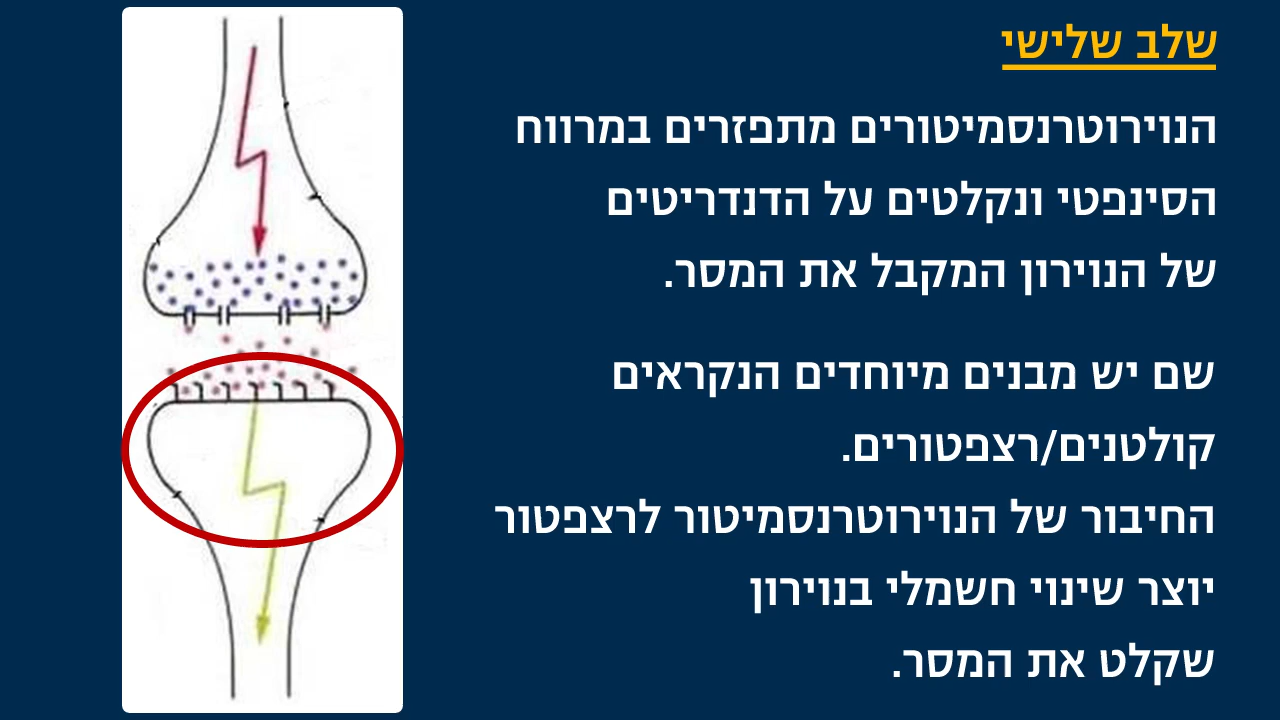 שלב שלישי
הנוירוטרנסמיטורים מתפזרים במרווח
הסינפטי ונקלטים על הדנדריטים
של הנוירון המקבל את המסר.
שם יש מבנים מיוחדים הנקראים
קולטנים/רצפטורים.
החיבור של הנוירוטרנסמיטור לרצפטור
יוצר שינוי חשמלי בנוירון
שקלט את המסר.